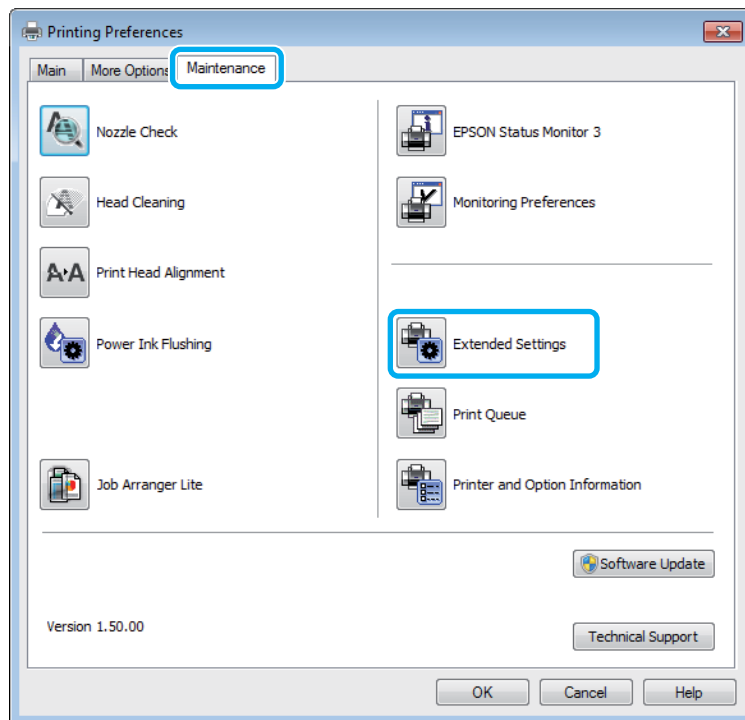 Printing Preferences
Main
More Options
Maintenance
Nozzle Check
Head Cleaning
A A
Print Head Alignment
Power Ink Flushing
Job Arranger Lite
EPSON Status Monitor 3
Monitoring Preferences
Extended Settings
Print Queue
Printer and Option Information
Software Update
Version 1.50.00
Technical Support
OK
Cancel
Help